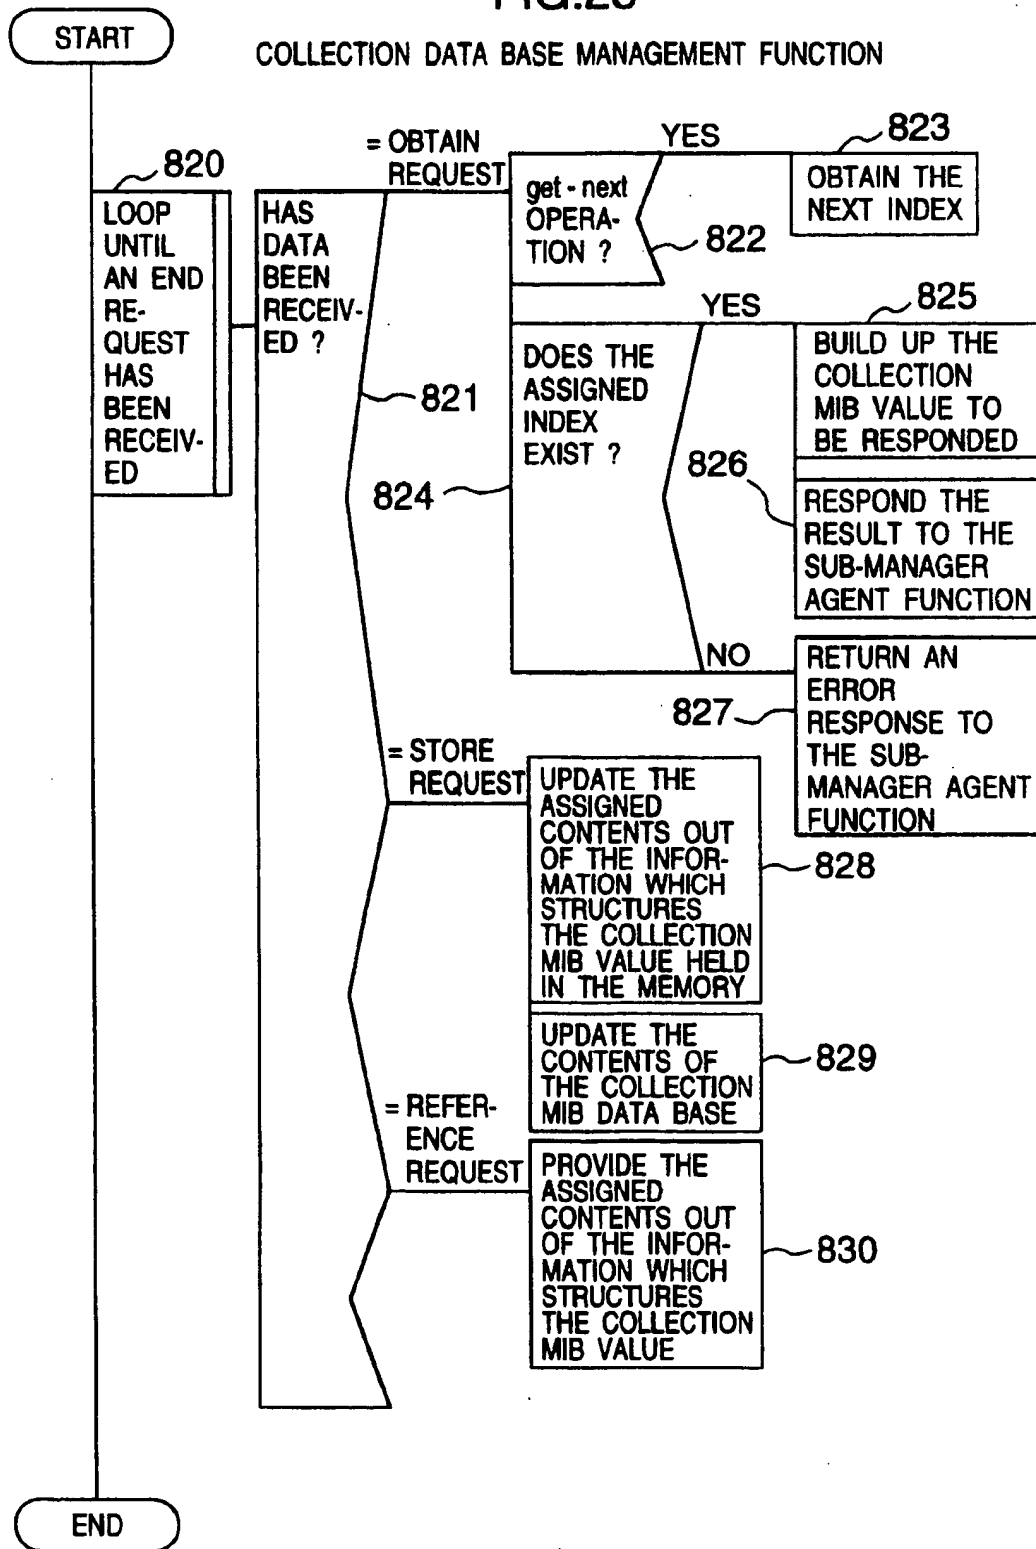 START
COLLECTION DATA BASE MANAGEMENT FUNCTION
820
LOOP
UNTIL
AN END
RE-
QUEST
HAS
BEEN
RECEIV-
ED
HAS
DATA
BEEN
RECEIV-
ED ?
821
= OBTAIN
REQUEST
get - next
OPERA-
TION ?
822
YES
823
OBTAIN THE
NEXT INDEX
DOES THE
ASSIGNED
INDEX
EXIST ?
824
YES
825
BUILD UP THE
COLLECTION
MIB VALUE TO
BE RESPONDED
826
RESPOND THE
RESULT TO THE
SUB-MANAGER
AGENT FUNCTION
NO
827
RETURN AN
ERROR
RESPONSE TO
THE SUB-
MANAGER AGENT
FUNCTION
= STORE
REQUEST
UPDATE THE
ASSIGNED
CONTENTS OUT
OF THE INFOR-
MATION WHICH
STRUCTURES
THE COLLECTION
MIB VALUE HELD
IN THE MEMORY
828
UPDATE THE
CONTENTS OF
THE COLLECTION
MIB DATA BASE
829
= REFER-
ENCE
REQUEST
PROVIDE THE
ASSIGNED
CONTENTS OUT
OF THE INFOR-
MATION WHICH
STRUCTURES
THE COLLECTION
MIB VALUE
830
END